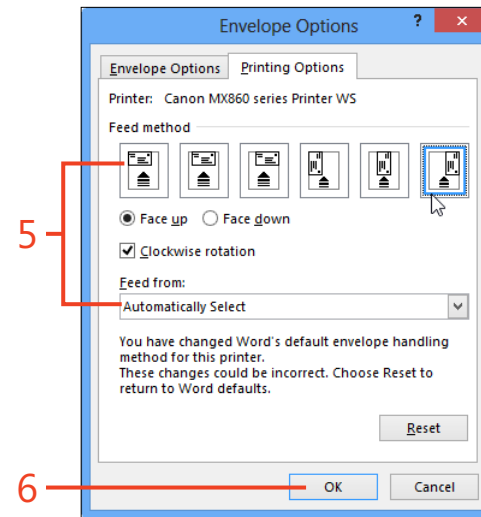 Envelope Options ?
Envelope Options Printing Options
Printer: Canon MX860 series Printer WS
Feed method
5
Face up Face down
Clockwise rotation
Feed from:
Automatically Select
You have changed Word's default envelope handling
method for this printer.
These changes could be incorrect. Choose Reset to
return to Word defaults.
Reset
6
OK Cancel